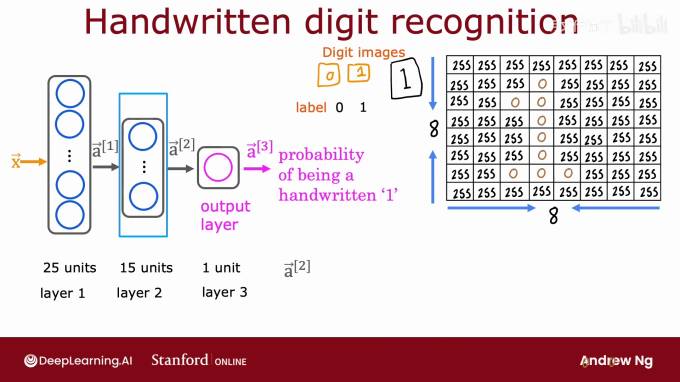 Handwritten digit recognition
Digit images
0 1
label 0 1
1
8
255 255 255 255 255 255 255 255
255 255 255 0 255 255 255 255
255 255 0 0 255 255 255 255
255 255 255 0 255 255 255 255
255 255 255 0 255 255 255 255
255 255 255 0 255 255 255 255
255 255 0 0 0 255 255 255
255 255 255 255 255 255 255 255
8
x⃗
a⃗[1]
a⃗[2]
a⃗[3]
probability
of being a
handwritten '1'
output
layer
25 units
15 units
1 unit
a⃗[2]
layer 1
layer 2
layer 3
DeepLearning.AI
Stanford ONLINE
Andrew Ng
bilibili